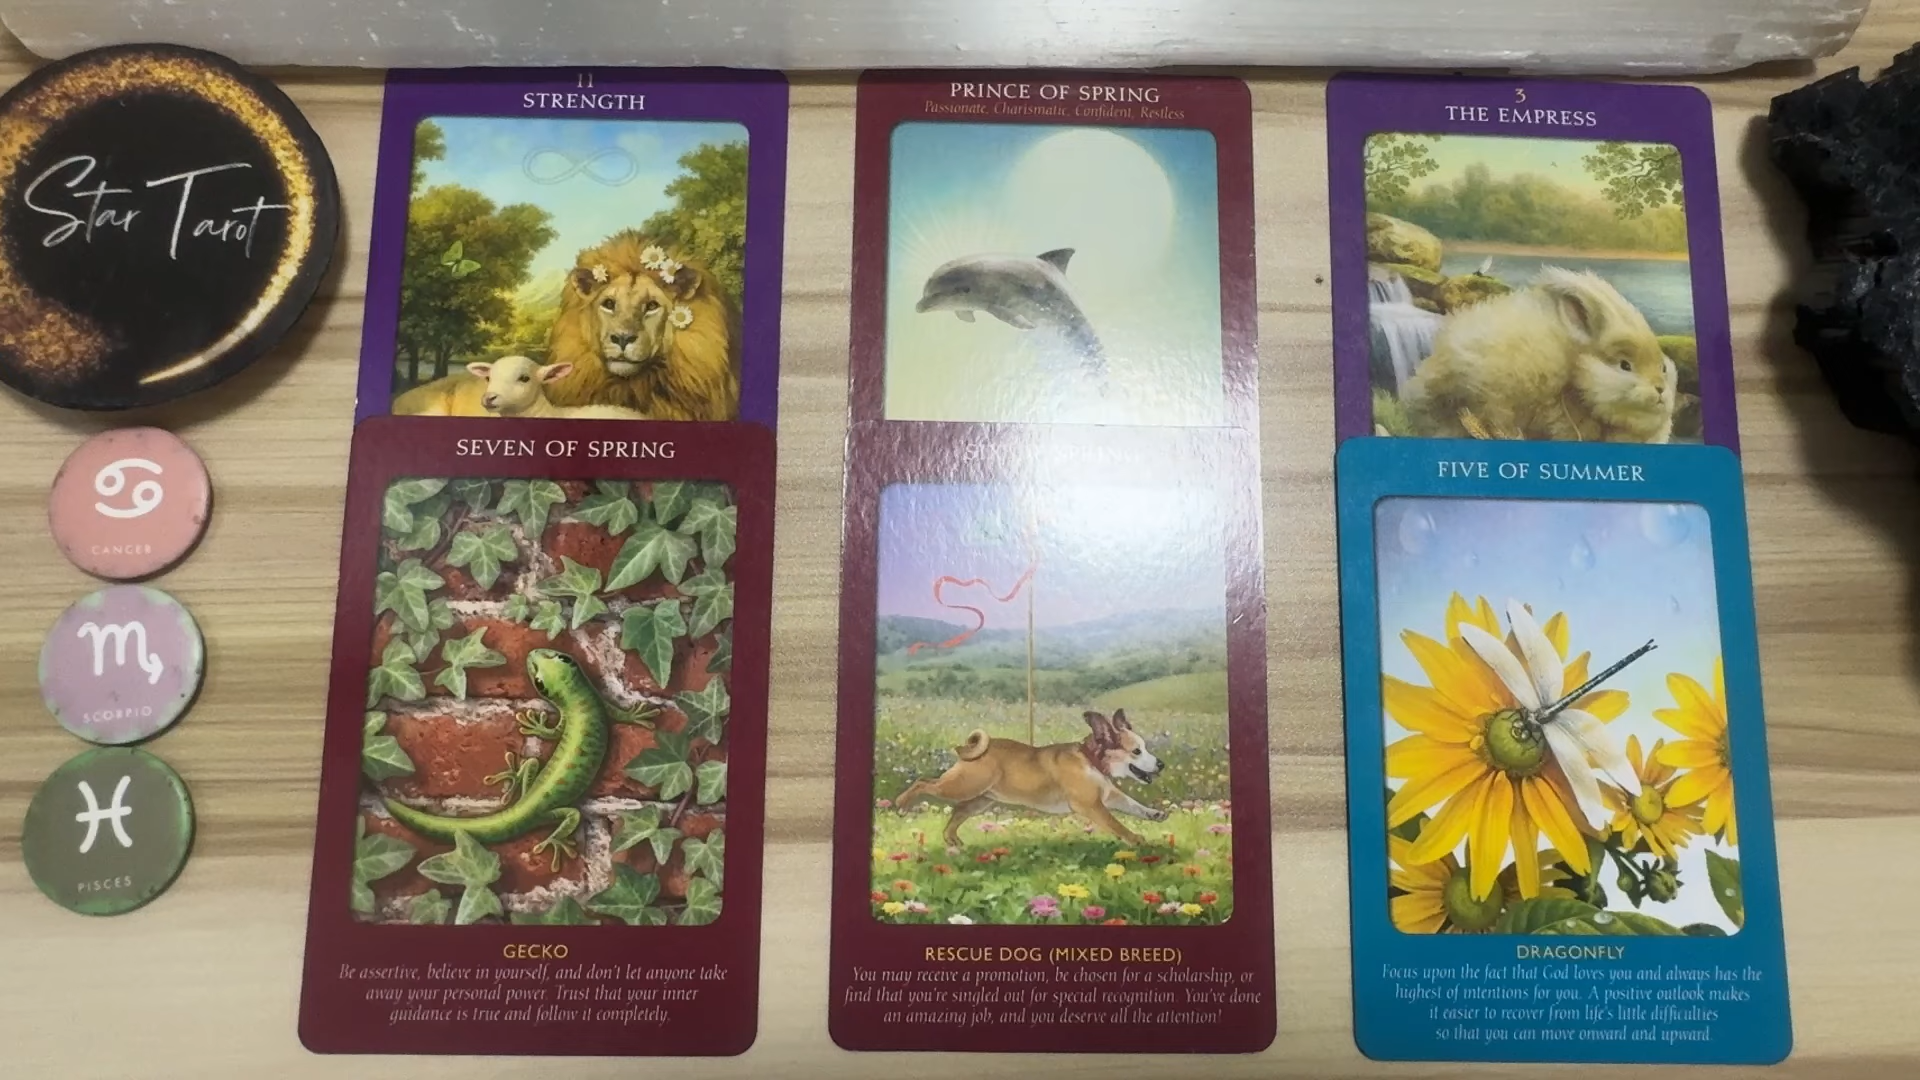 Star Tarot
CANCER
SCORPIO
PISCES
11
STRENGTH
SEVEN OF SPRING
GECKO
Be assertive, believe in yourself, and don't let anyone take
away your personal power. Trust that your inner
guidance is true and follow it completely.
PRINCE OF SPRING
Passionate, Charismatic, Confident, Restless
SIX OF SPRING
RESCUE DOG (MIXED BREED)
You may receive a promotion, be chosen for a scholarship, or
find that you're singled out for special recognition. You've done
an amazing job, and you deserve all the attention!
3
THE EMPRESS
FIVE OF SUMMER
DRAGONFLY
Focus upon the fact that God loves you and always has the
highest of intentions for you. A positive outlook makes
it easier to recover from life's little difficulties
so that you can move onward and upward.